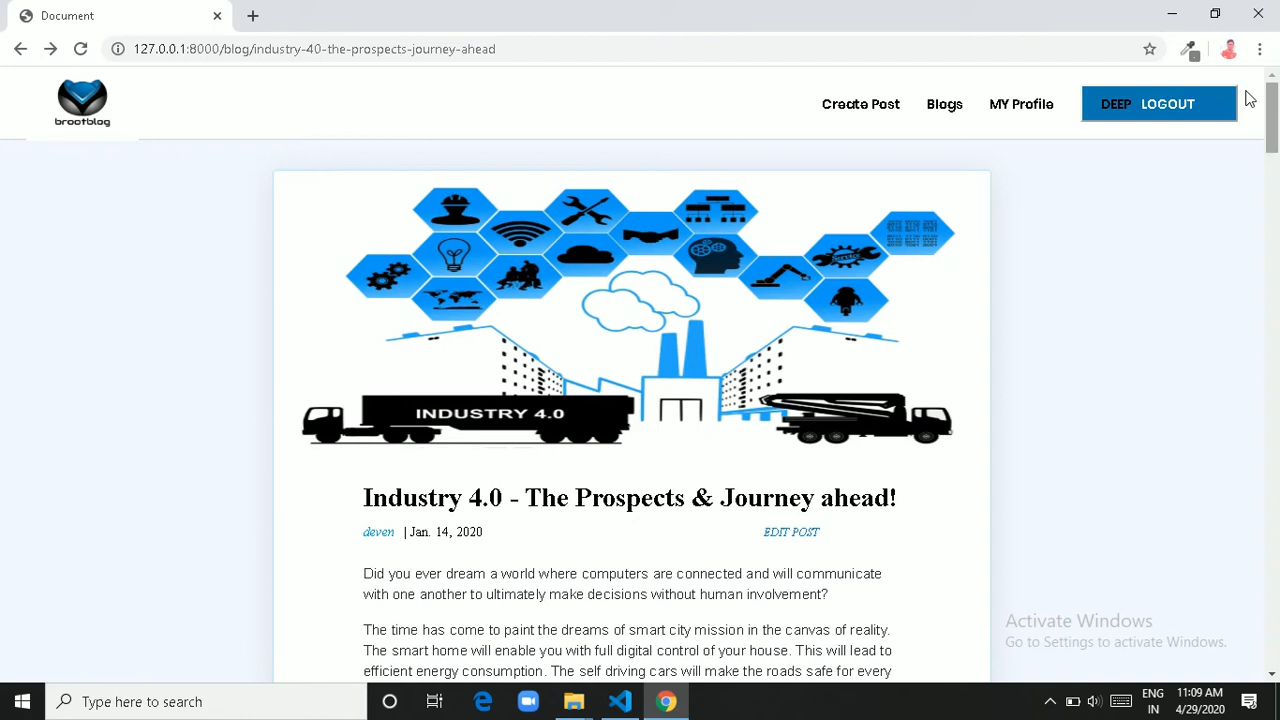 Document
127.0.0.1:8000/blog/industry-40-the-prospects-journey-ahead
brootblog
Create Post
Blogs
MY Profile
DEEP LOGOUT
Service
INDUSTRY 4.0
Industry 4.0 - The Prospects & Journey ahead!
deven | Jan. 14, 2020
EDIT POST
Did you ever dream a world where computers are connected and will communicate
with one another to ultimately make decisions without human involvement?
The time has come to paint the dreams of smart city mission in the canvas of reality.
The smart home will enable you with full digital control of your house. This will lead to
efficient energy consumption. The self driving cars will make the roads safe for every
Activate Windows
Go to Settings to activate Windows.
Type here to search
ENG
IN
11:09 AM
4/29/2020